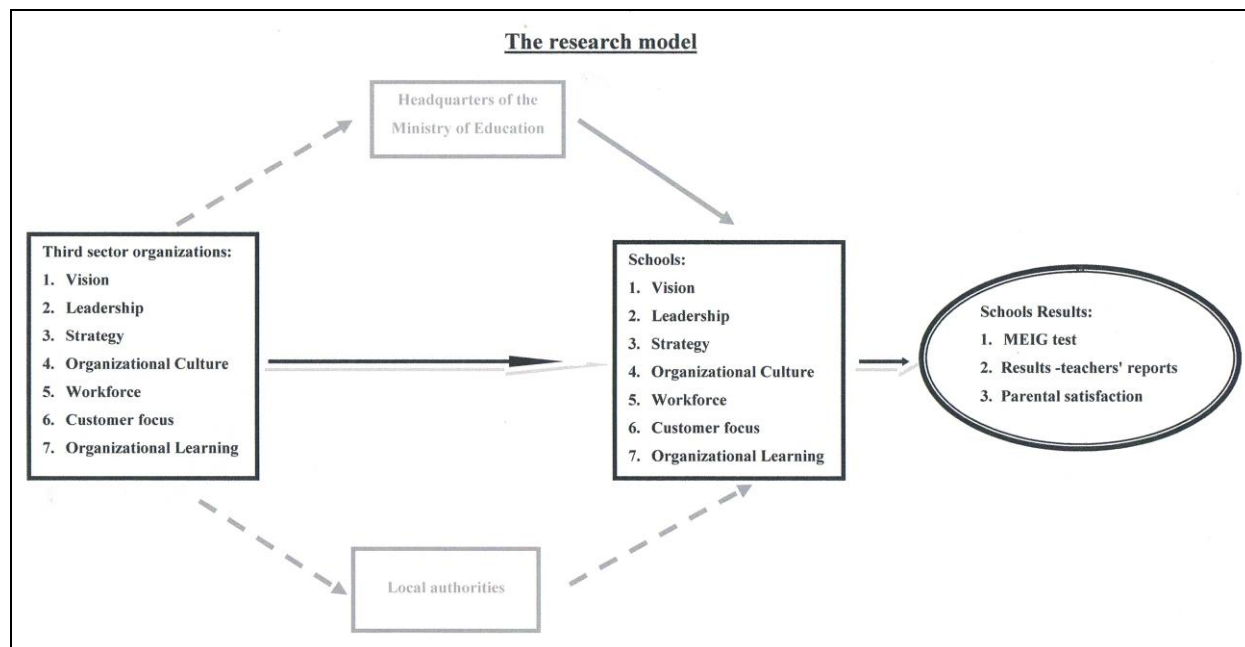 The research model
Headquarters of the
Ministry of Education
Third sector organizations:
1. Vision
2. Leadership
3. Strategy
4. Organizational Culture
5. Workforce
6. Customer focus
7. Organizational Learning
Schools:
1. Vision
2. Leadership
3. Strategy
4. Organizational Culture
5. Workforce
6. Customer focus
7. Organizational Learning
Schools Results:
1. MEIG test
2. Results -teachers' reports
3. Parental satisfaction
Local authorities